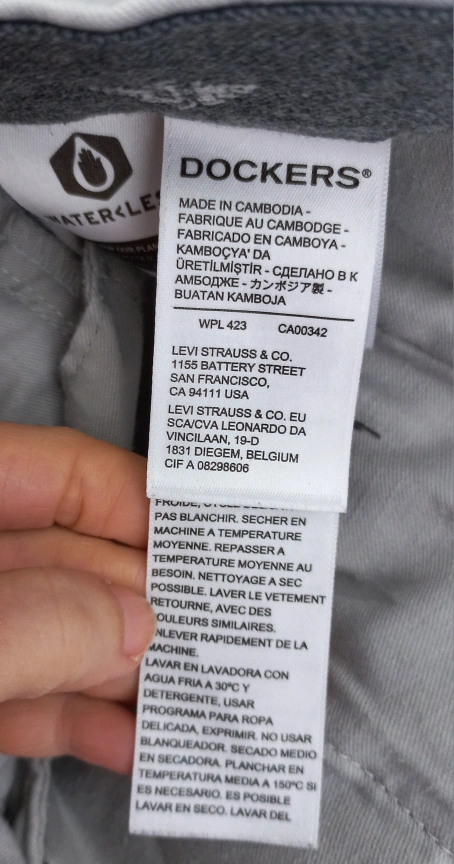 WATER<LES
DOCKERS®
MADE IN CAMBODIA -
FABRIQUE AU CAMBODGE -
FABRICADO EN CAMBOYA -
KAMBOÇYA' DA
ÜRETİLMİŞTİR - СДЕЛАНО В К
АМБОДЖЕ - カンボジア製 -
BUATAN KAMBOJA
WPL 423 CA00342
LEVI STRAUSS & CO.
1155 BATTERY STREET
SAN FRANCISCO,
CA 94111 USA
LEVI STRAUSS & CO. EU
SCA/CVA LEONARDO DA
VINCILAAN, 19-D
1831 DIEGEM, BELGIUM
CIF A 08298606
PAS BLANCHIR. SECHER EN
MACHINE A TEMPERATURE
MOYENNE. REPASSER A
TEMPERATURE MOYENNE AU
BESOIN. NETTOYAGE A SEC
POSSIBLE. LAVER LE VETEMENT
RETOURNE, AVEC DES
OULEURS SIMILAIRES.
NLEVER RAPIDEMENT DE LA
MACHINE.
LAVAR EN LAVADORA CON
AGUA FRIA A 30ºC Y
DETERGENTE, USAR
PROGRAMA PARA ROPA
DELICADA, EXPRIMIR. NO USAR
BLANQUEADOR. SECADO MEDIO
EN SECADORA. PLANCHAR EN
TEMPERATURA MEDIA A 150ºC SI
ES NECESARIO. ES POSIBLE
LAVAR EN SECO. LAVAR DEL